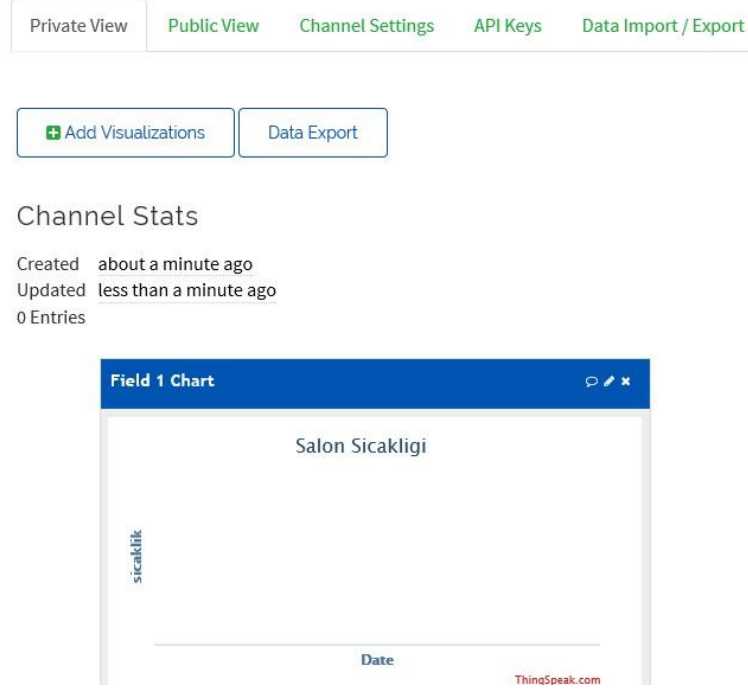 Private View Public View Channel Settings API Keys Data Import / Export
Add Visualizations Data Export
Channel Stats
Created about a minute ago
Updated less than a minute ago
0 Entries
Field 1 Chart
Salon Sicakligi
sicaklik
Date
ThingSpeak.com